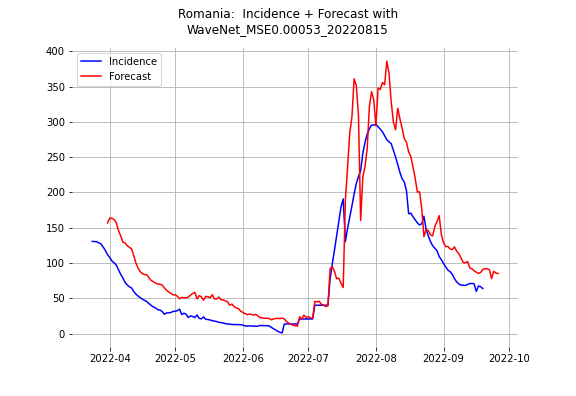 Romania:  Incidence + Forecast with
WaveNet_MSE0.00053_20220815
Incidence
Forecast
400
350
300
250
200
150
100
50
0
2022-04 2022-05 2022-06 2022-07 2022-08 2022-09 2022-10